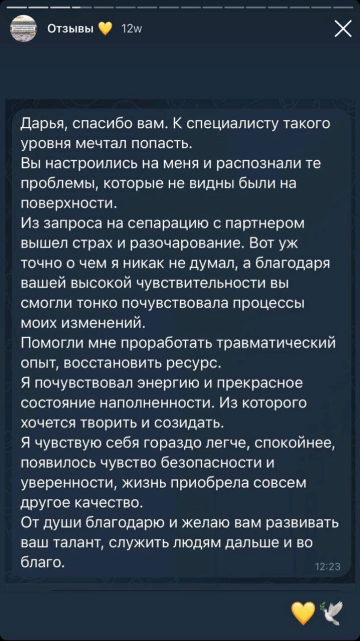 Отзывы 💛 12w
Дарья, спасибо вам. К специалисту такого
уровня мечтал попасть.
Вы настроились на меня и распознали те
проблемы, которые не видны были на
поверхности.
Из запроса на сепарацию с партнером
вышел страх и разочарование. Вот уж
точно о чем я никак не думал, а благодаря
вашей высокой чувствительности вы
смогли тонко почувствовала процессы
моих изменений.
Помогли мне проработать травматический
опыт, восстановить ресурс.
Я почувствовал энергию и прекрасное
состояние наполненности. Из которого
хочется творить и созидать.
Я чувствую себя гораздо легче, спокойнее,
появилось чувство безопасности и
уверенности, жизнь приобрела совсем
другое качество.
От души благодарю и желаю вам развивать
ваш талант, служить людям дальше и во
благо.
12:23
💛🕊️